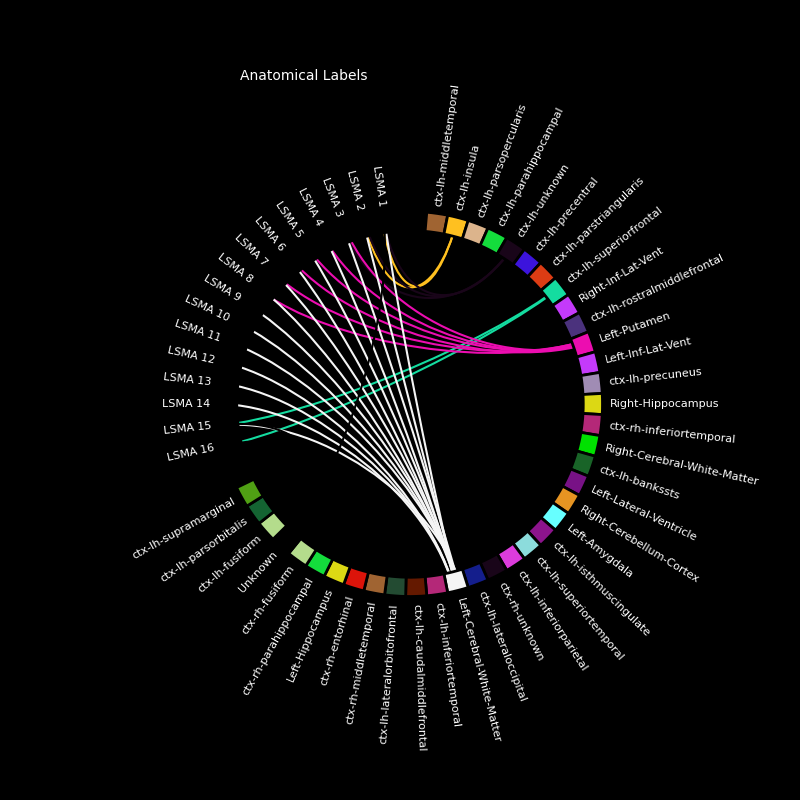 Anatomical Labels
LSMA 1
LSMA 2
LSMA 3
LSMA 4
LSMA 5
LSMA 6
LSMA 7
LSMA 8
LSMA 9
LSMA 10
LSMA 11
LSMA 12
LSMA 13
LSMA 14
LSMA 15
LSMA 16
ctx-lh-supramarginal
ctx-lh-parsorbitalis
ctx-lh-fusiform
Unknown
ctx-rh-fusiform
ctx-rh-parahippocampal
Left-Hippocampus
ctx-rh-entorhinal
ctx-rh-middletemporal
ctx-lh-lateralorbitofrontal
ctx-lh-caudalmiddlefrontal
ctx-lh-inferiortemporal
Left-Cerebral-White-Matter
ctx-lh-lateraloccipital
ctx-rh-unknown
ctx-lh-inferiorparietal
ctx-lh-superiortemporal
ctx-lh-isthmuscingulate
Left-Amygdala
Right-Cerebellum-Cortex
Left-Lateral-Ventricle
ctx-lh-bankssts
Right-Cerebral-White-Matter
ctx-rh-inferiortemporal
Right-Hippocampus
ctx-lh-precuneus
Left-Inf-Lat-Vent
Left-Putamen
ctx-lh-rostralmiddlefrontal
Right-Inf-Lat-Vent
ctx-lh-superiorfrontal
ctx-lh-parstriangularis
ctx-lh-precentral
ctx-lh-unknown
ctx-lh-parahippocampal
ctx-lh-parsopercularis
ctx-lh-insula
ctx-lh-middletemporal